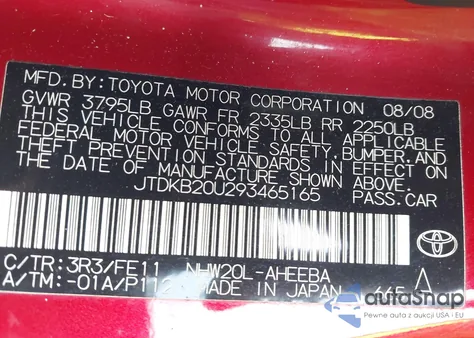 MFD. BY: TOYOTA MOTOR CORPORATION 08/08
GVWR 3795LB GAWR FR 2335LB RR 2250LB
THIS VEHICLE CONFORMS TO ALL APPLICABLE
FEDERAL MOTOR VEHICLE SAFETY, BUMPER, AND
THEFT PREVENTION STANDARDS IN EFFECT ON
THE DATE OF MANUFACTURE SHOWN ABOVE.
JTDKB20U293465165 PASS.CAR
C/TR: 3R3/FE11 NHW20L-AHEEBA
A/TM: -01A/P112 MADE IN JAPAN 665 A
TOYOTA
autasnap
Pewne auta z aukcji USA i EU